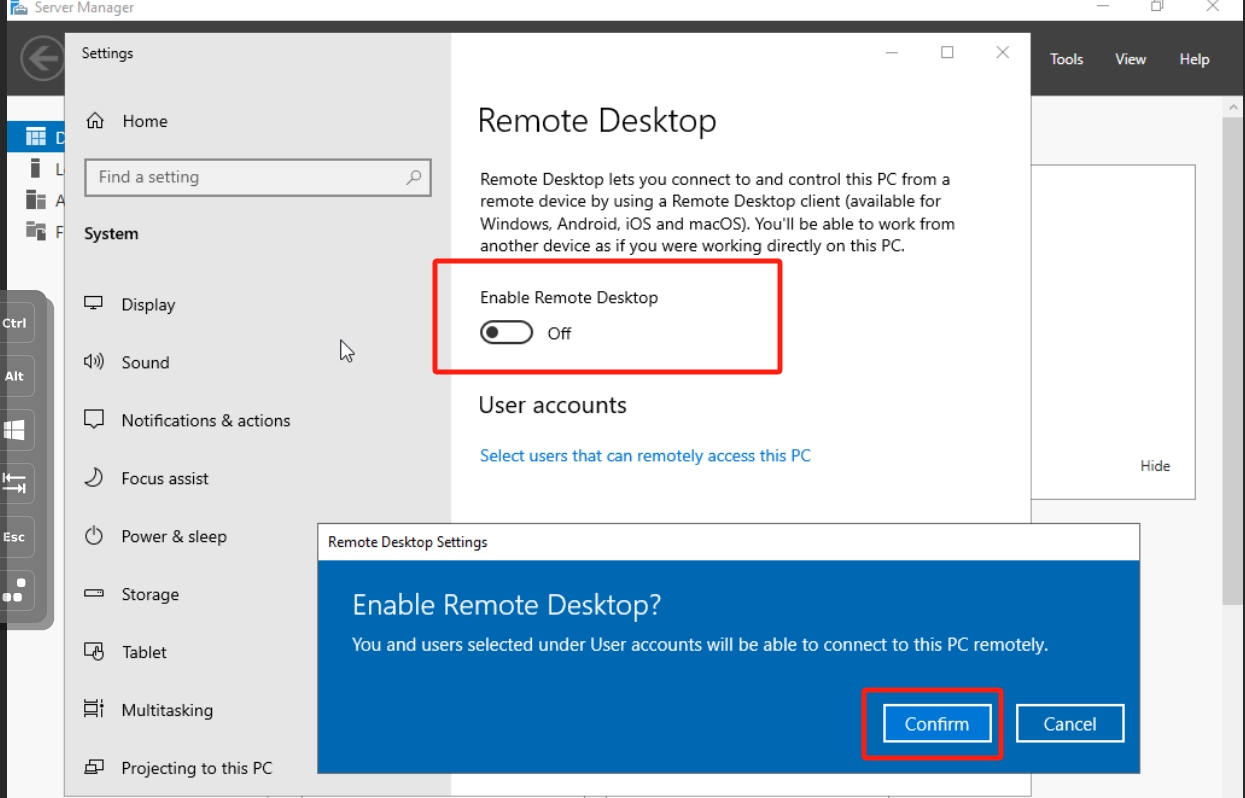 Server Manager
Tools View Help
Settings
Home
Find a setting
System
Display
Sound
Notifications & actions
Focus assist
Power & sleep
Storage
Tablet
Multitasking
Projecting to this PC
Remote Desktop
Remote Desktop lets you connect to and control this PC from a
remote device by using a Remote Desktop client (available for
Windows, Android, iOS and macOS). You'll be able to work from
another device as if you were working directly on this PC.
Enable Remote Desktop
Off
User accounts
Select users that can remotely access this PC
Hide
Remote Desktop Settings
Enable Remote Desktop?
You and users selected under User accounts will be able to connect to this PC remotely.
Confirm Cancel
D
L
A
F
Ctrl
Alt
Esc